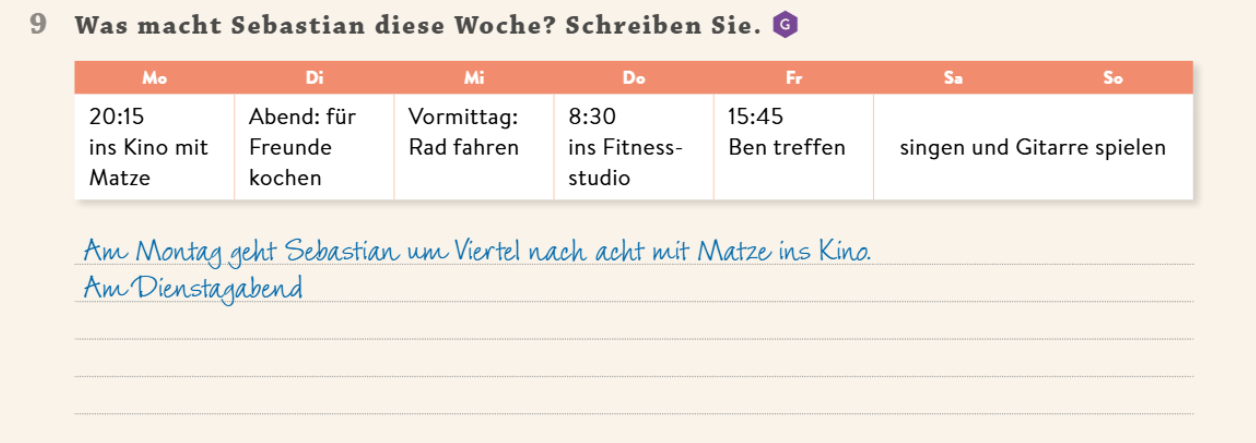 9 Was macht Sebastian diese Woche? Schreiben Sie. G
Mo Di Mi Do Fr Sa So
20:15 Abend: für Vormittag: 8:30 15:45
ins Kino mit Freunde Rad fahren ins Fitness- Ben treffen singen und Gitarre spielen
Matze kochen studio
Am Montag geht Sebastian um Viertel nach acht mit Matze ins Kino.
Am Dienstagabend